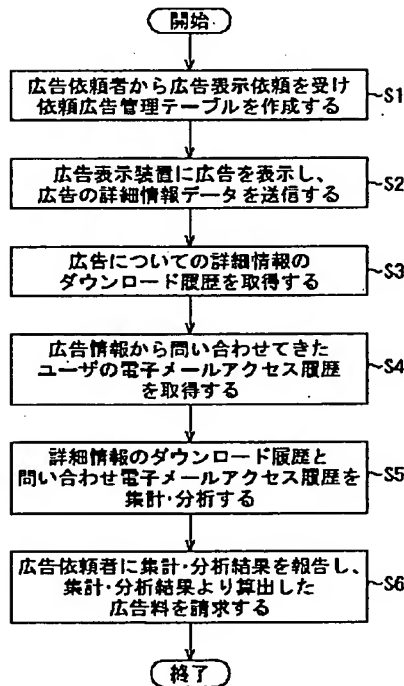 開始
広告依頼者から広告表示依頼を受け
依頼広告管理テーブルを作成する
~S1
広告表示装置に広告を表示し、
広告の詳細情報データを送信する
~S2
広告についての詳細情報の
ダウンロード履歴を取得する
~S3
広告情報から問い合わせてきた
ユーザの電子メールアクセス履歴
を取得する
~S4
詳細情報のダウンロード履歴と
問い合わせ電子メールアクセス履歴を
集計・分析する
~S5
広告依頼者に集計・分析結果を報告し、
集計・分析結果より算出した
広告料を請求する
~S6
終了